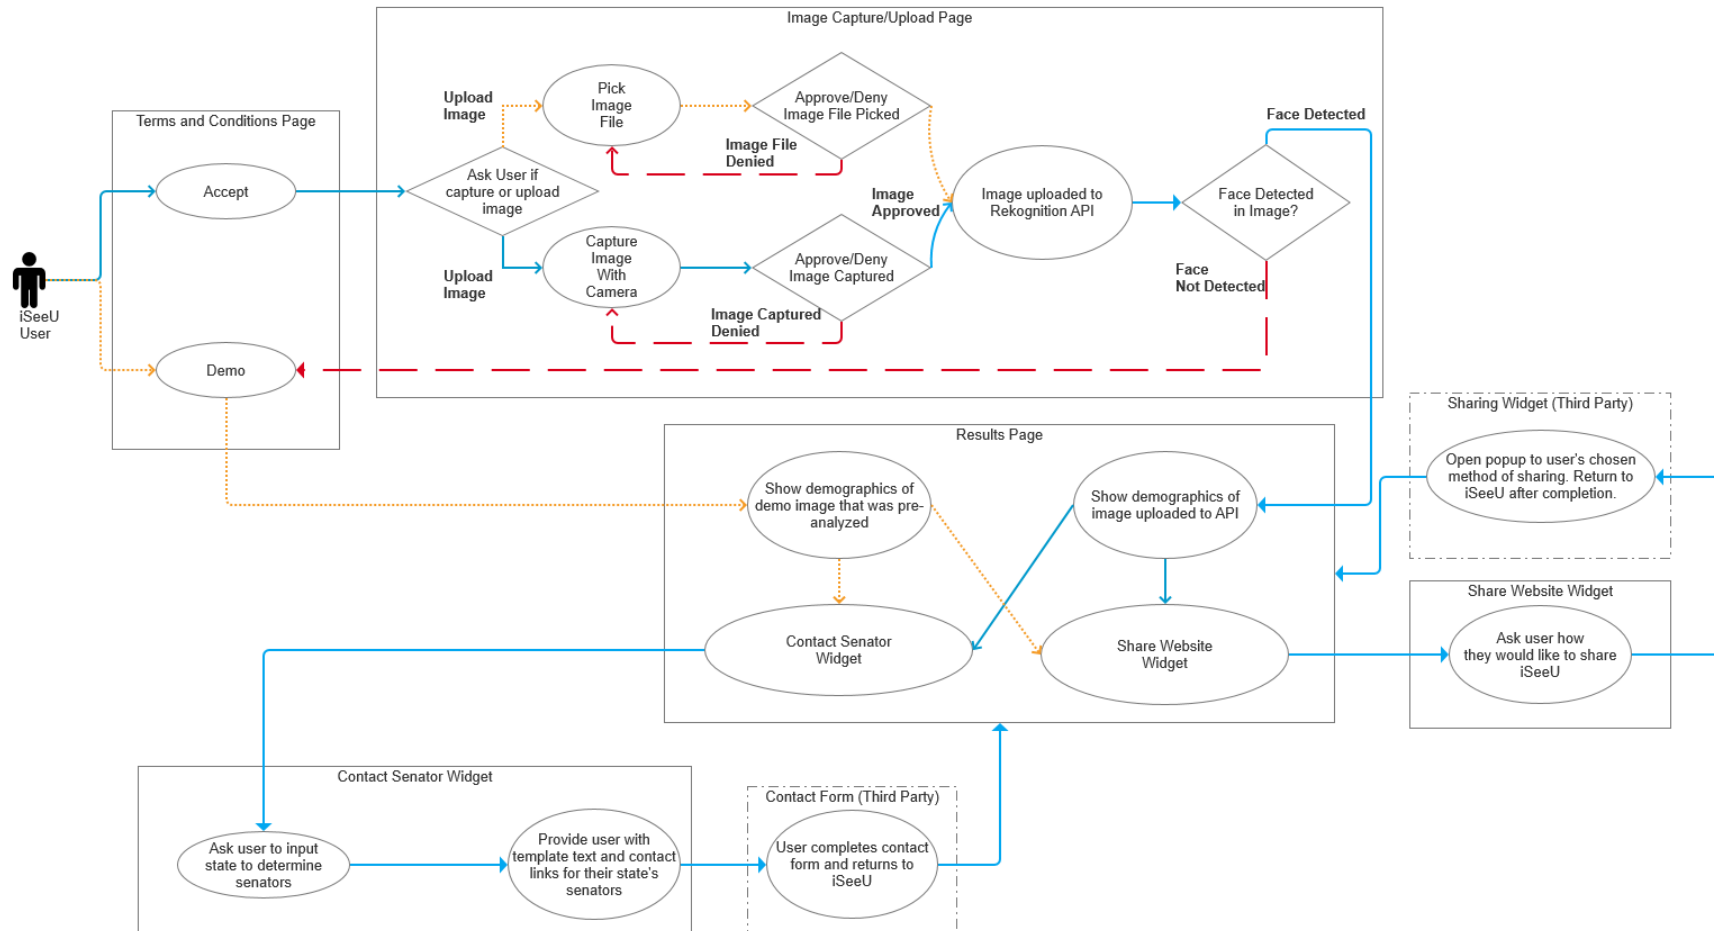 Image Capture/Upload Page
Terms and Conditions Page
Accept
Demo
iSeeU
User
Ask User if
capture or upload
image
Upload
Image
Pick
Image
File
Approve/Deny
Image File Picked
Image File
Denied
Upload
Image
Capture
Image
With
Camera
Approve/Deny
Image Captured
Image Captured
Denied
Image
Approved
Image uploaded to
Rekognition API
Face Detected
Face Detected
in Image?
Face
Not Detected
Results Page
Show demographics of
demo image that was pre-
analyzed
Show demographics of
image uploaded to API
Contact Senator
Widget
Share Website
Widget
Sharing Widget (Third Party)
Open popup to user's chosen
method of sharing. Return to
iSeeU after completion.
Share Website Widget
Ask user how
they would like to share
iSeeU
Contact Senator Widget
Ask user to input
state to determine
senators
Provide user with
template text and contact
links for their state's
senators
Contact Form (Third Party)
User completes contact
form and returns to
iSeeU